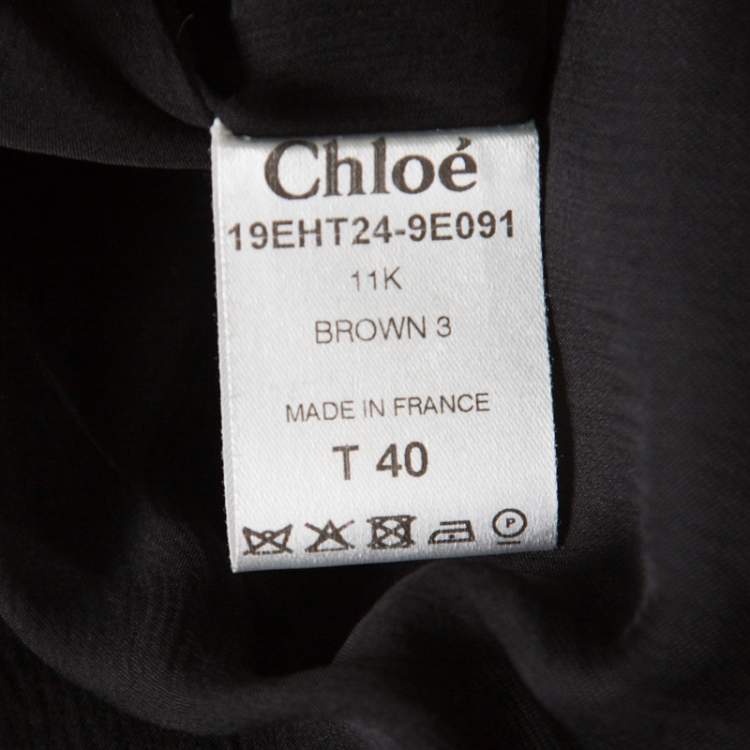 Chloé
19EHT24-9E091
11K
BROWN 3
MADE IN FRANCE
T 40
P